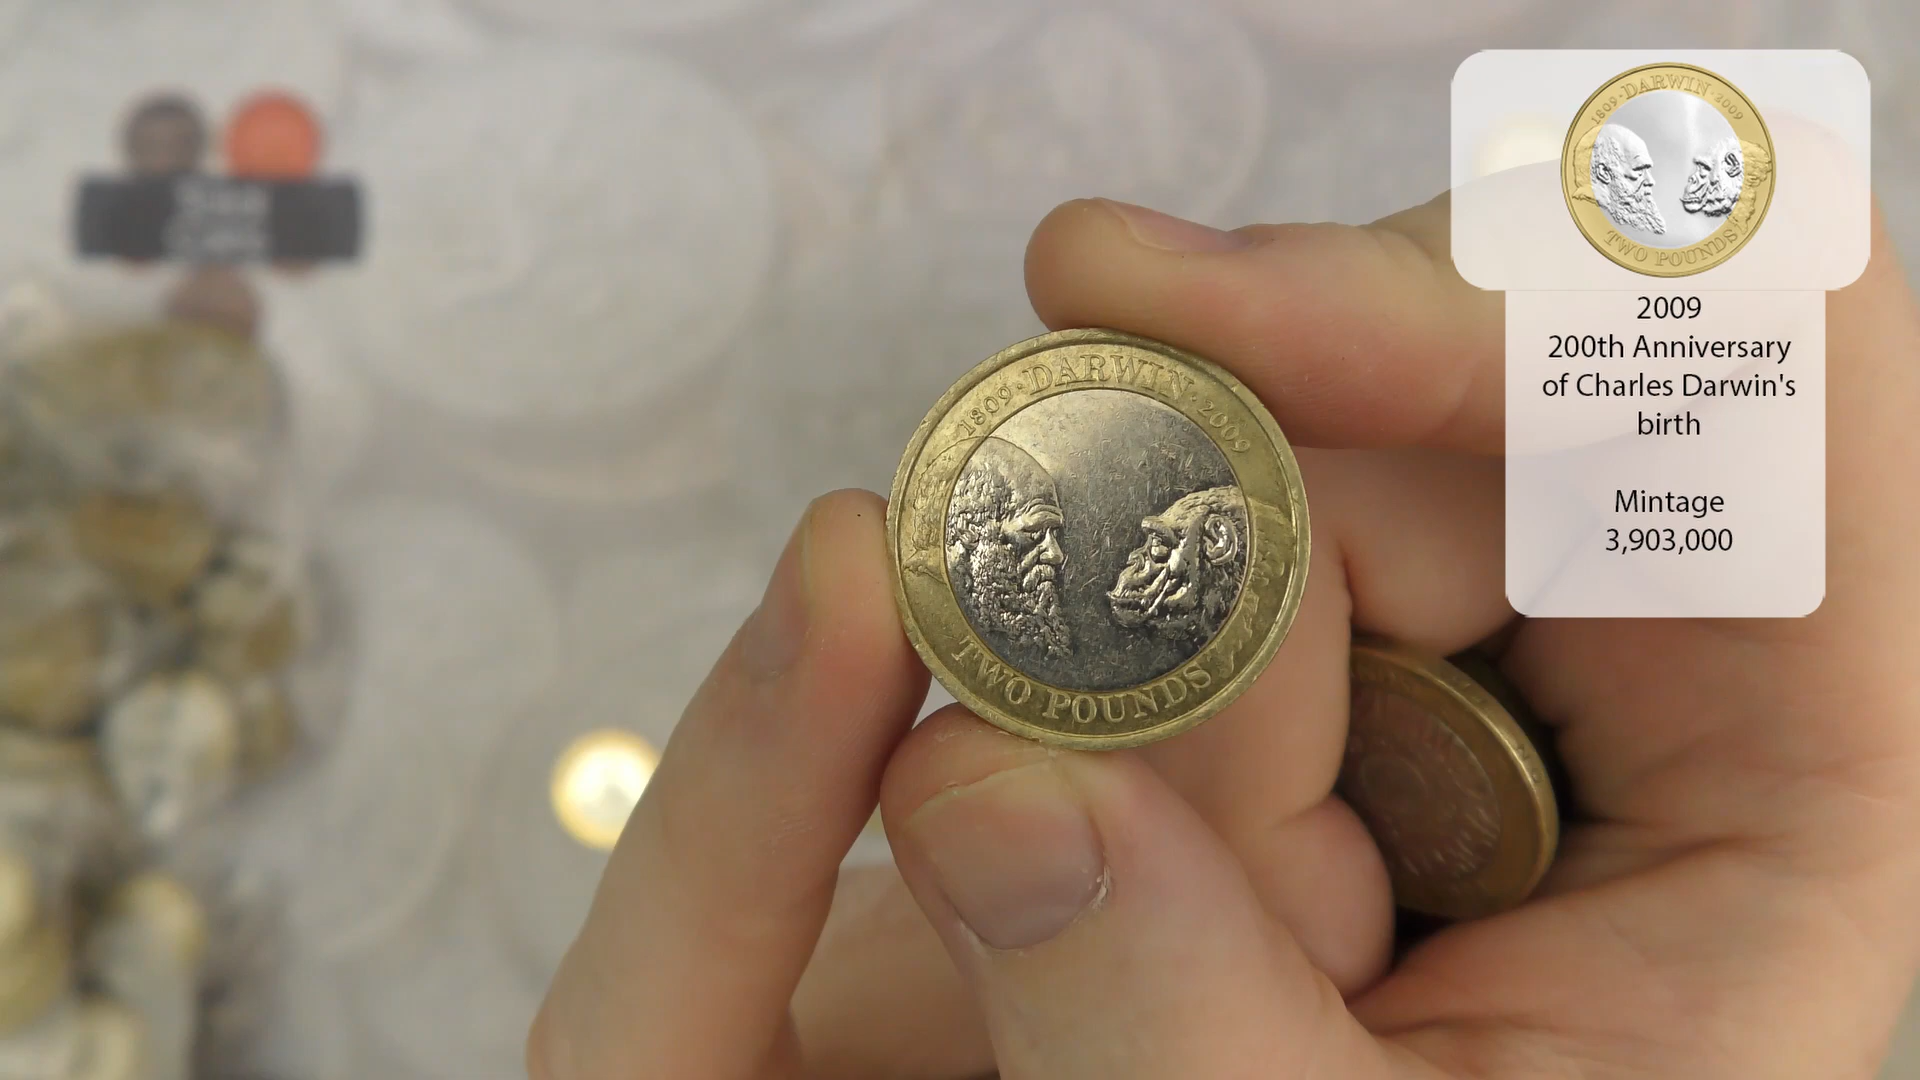 1809 · DARWIN · 2009
TWO POUNDS
1809 · DARWIN · 2009
TWO POUNDS
2009
200th Anniversary
of Charles Darwin's
birth
Mintage
3,903,000